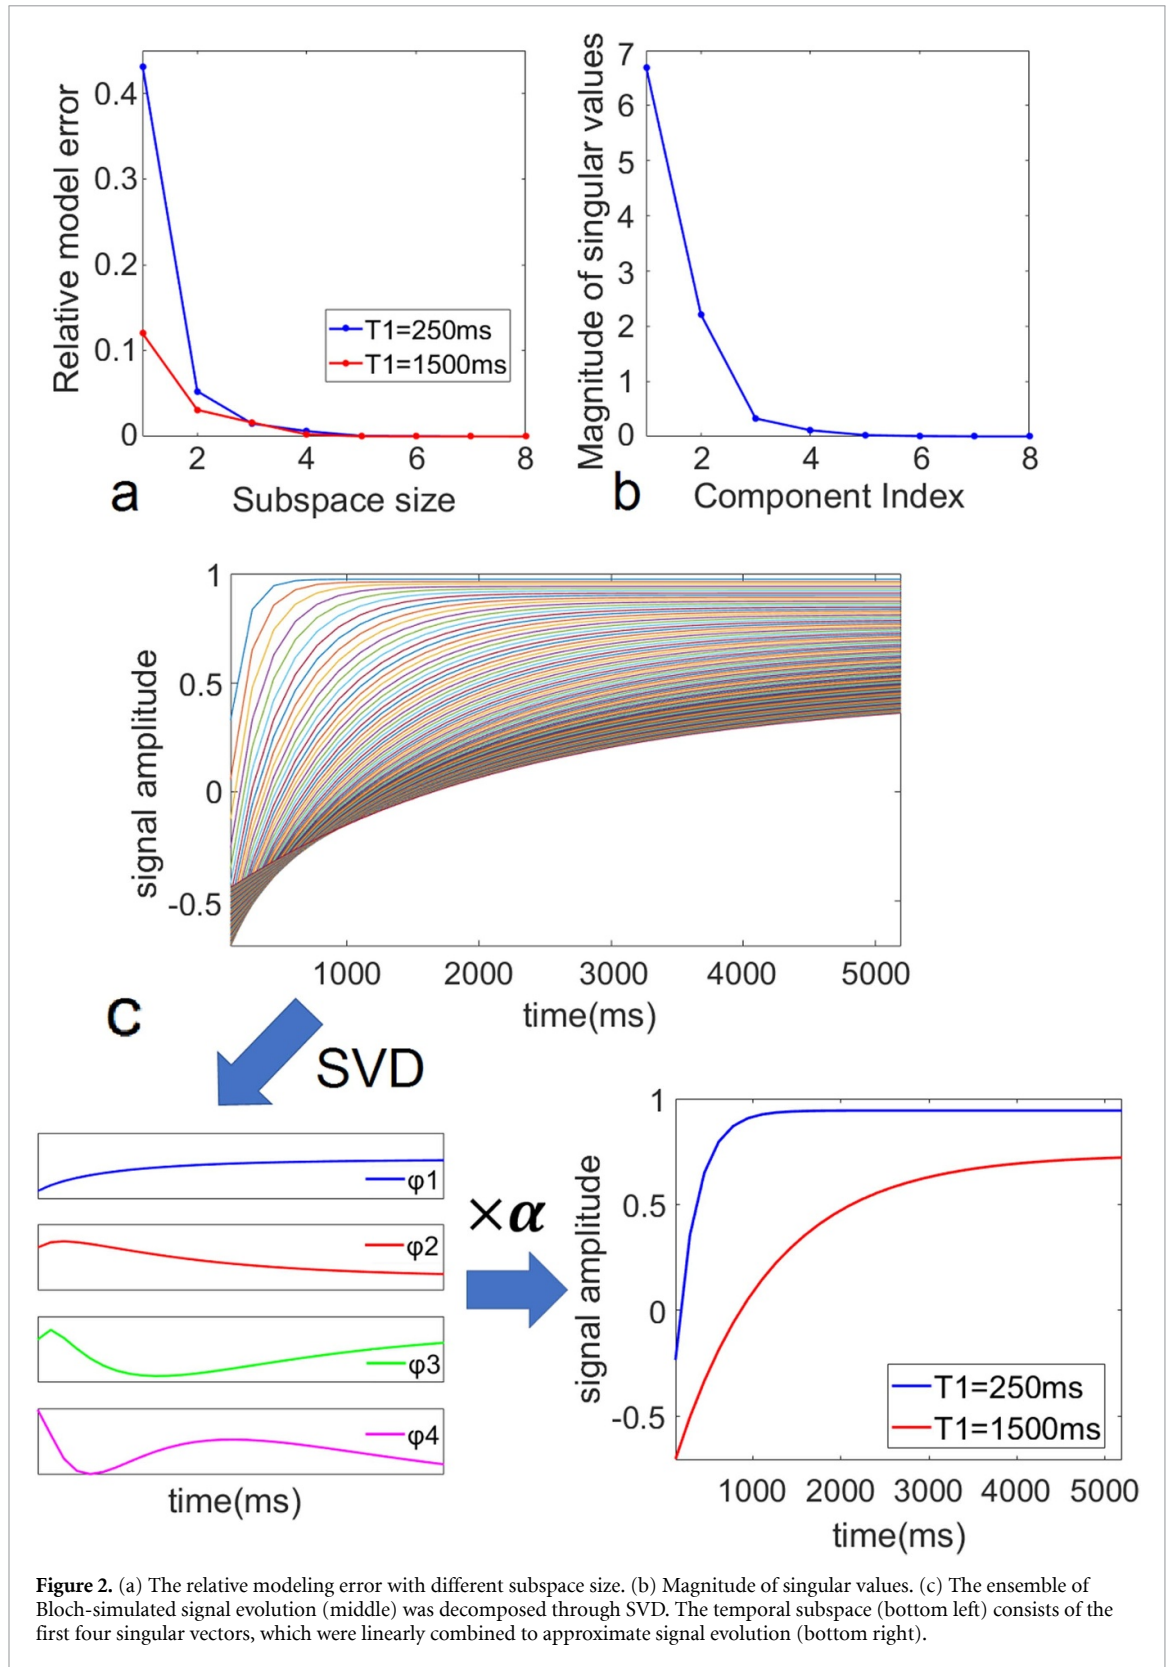 Relative model error
0.4
0.3
0.2
0.1
0
2
4
6
8
T1=250ms
T1=1500ms
a
Subspace size
Magnitude of singular values
7
6
5
4
3
2
1
0
2
4
6
8
b
Component Index
signal amplitude
1
0.5
0
-0.5
1000
2000
3000
4000
5000
time(ms)
c
SVD
φ1
φ2
φ3
φ4
time(ms)
×α
signal amplitude
1
0.5
0
-0.5
T1=250ms
T1=1500ms
1000
2000
3000
4000
5000
time(ms)
Figure 2. (a) The relative modeling error with different subspace size. (b) Magnitude of singular values. (c) The ensemble of
Bloch-simulated signal evolution (middle) was decomposed through SVD. The temporal subspace (bottom left) consists of the
first four singular vectors, which were linearly combined to approximate signal evolution (bottom right).